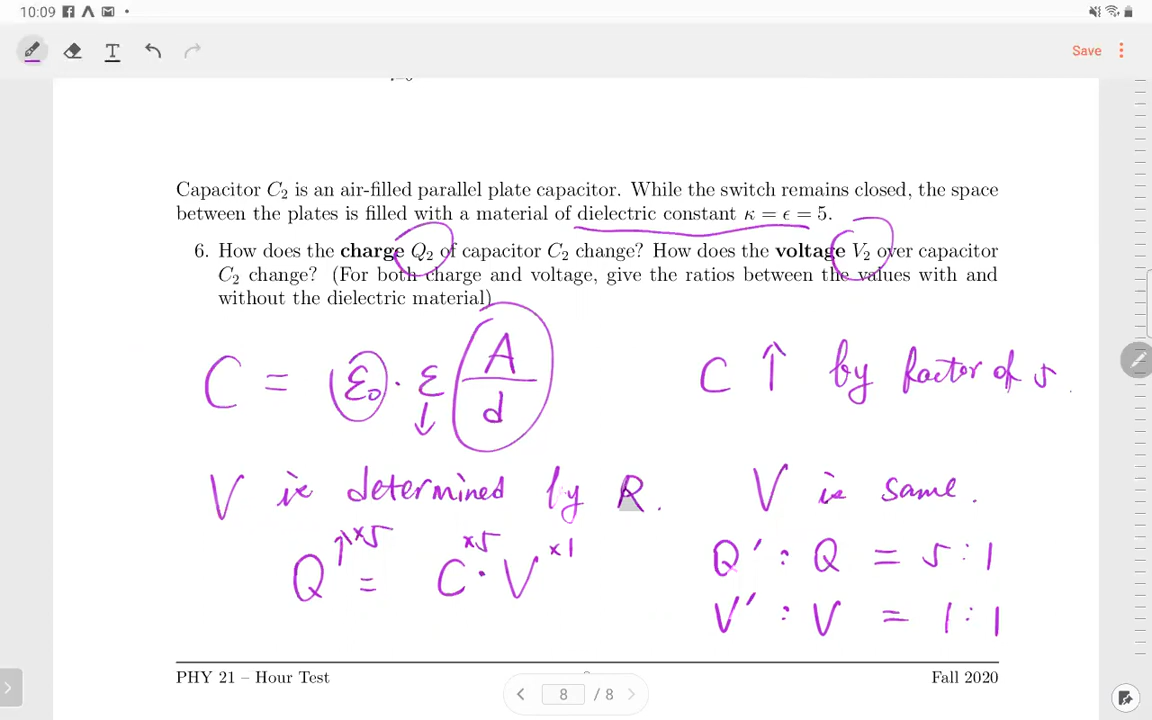 10:09
T
Save
Capacitor C₂ is an air-filled parallel plate capacitor. While the switch remains closed, the space
between the plates is filled with a material of dielectric constant κ = ϵ = 5.
6. How does the charge Q₂ of capacitor C₂ change? How does the voltage V₂ over capacitor
C₂ change? (For both charge and voltage, give the ratios between the values with and
without the dielectric material)
C = ε₀ · ε A/d
C ↑ by factor of 5.
V is determined by R.
V is same.
Q ↑×5 = C ×5 · V ×1
Q' : Q = 5 : 1
V' : V = 1 : 1
PHY 21 – Hour Test
Fall 2020
8 / 8